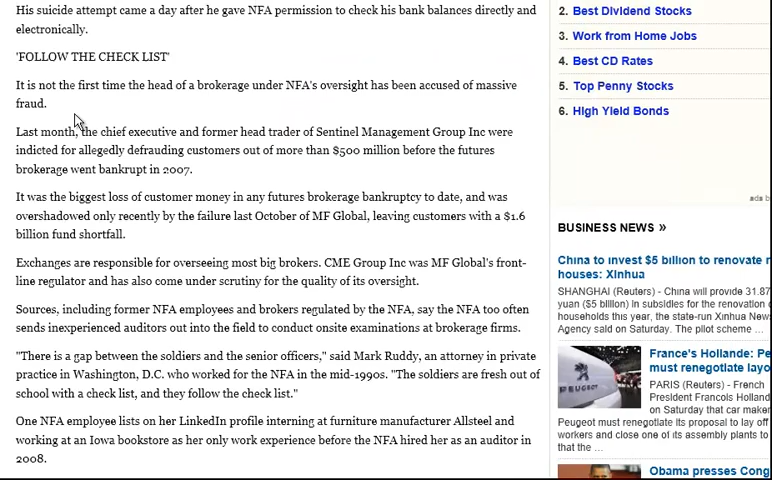 His suicide attempt came a day after he gave NFA permission to check his bank balances directly and
electronically.
'FOLLOW THE CHECK LIST'
It is not the first time the head of a brokerage under NFA's oversight has been accused of massive
fraud.
Last month, the chief executive and former head trader of Sentinel Management Group Inc were
indicted for allegedly defrauding customers out of more than $500 million before the futures
brokerage went bankrupt in 2007.
It was the biggest loss of customer money in any futures brokerage bankruptcy to date, and was
overshadowed only recently by the failure last October of MF Global, leaving customers with a $1.6
billion fund shortfall.
Exchanges are responsible for overseeing most big brokers. CME Group Inc was MF Global's front-
line regulator and has also come under scrutiny for the quality of its oversight.
Sources, including former NFA employees and brokers regulated by the NFA, say the NFA too often
sends inexperienced auditors out into the field to conduct onsite examinations at brokerage firms.
"There is a gap between the soldiers and the senior officers," said Mark Ruddy, an attorney in private
practice in Washington, D.C. who worked for the NFA in the mid-1990s. "The soldiers are fresh out of
school with a check list, and they follow the check list."
One NFA employee lists on her LinkedIn profile interning at furniture manufacturer Allsteel and
working at an Iowa bookstore as her only work experience before the NFA hired her as an auditor in
2008.
2. Best Dividend Stocks
3. Work from Home Jobs
4. Best CD Rates
5. Top Penny Stocks
6. High Yield Bonds
ads b
BUSINESS NEWS »
China to invest $5 billion to renovate r
houses: Xinhua
SHANGHAI (Reuters) - China will provide 31.87
yuan ($5 billion) in subsidies for the renovation o
households this year, the state-run Xinhua News
Agency said on Saturday. The pilot scheme ...
PEUGEOT
France's Hollande: Pe
must renegotiate layo
PARIS (Reuters) - French
President Francois Holland
on Saturday that car maker
Peugeot must renegotiate its proposal to lay off
workers and close one of its assembly plants to
that the ...
Obama presses Cong